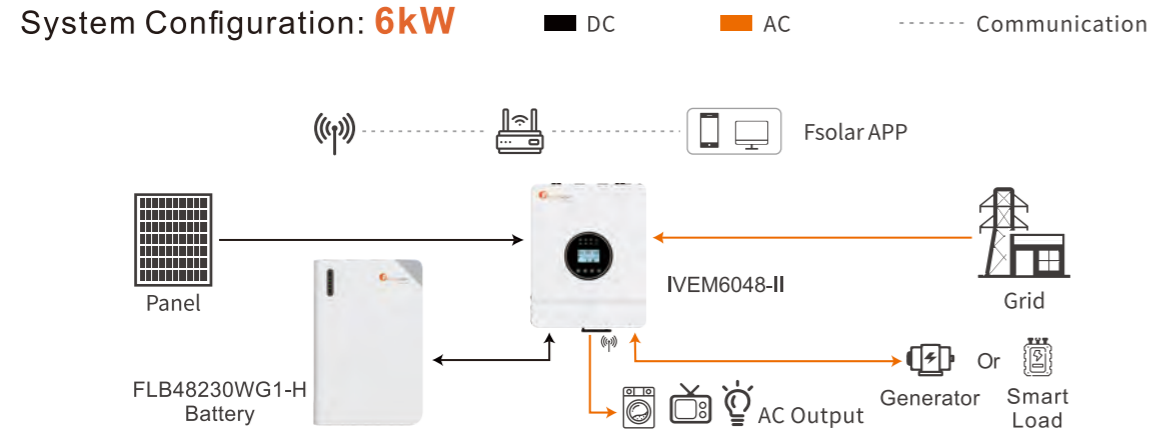 System Configuration: 6kW
DC
AC
Communication
Fsolar APP
Panel
IVEM6048-II
Grid
FLB48230WG1-H
Battery
AC Output
Generator
Or
Smart
Load